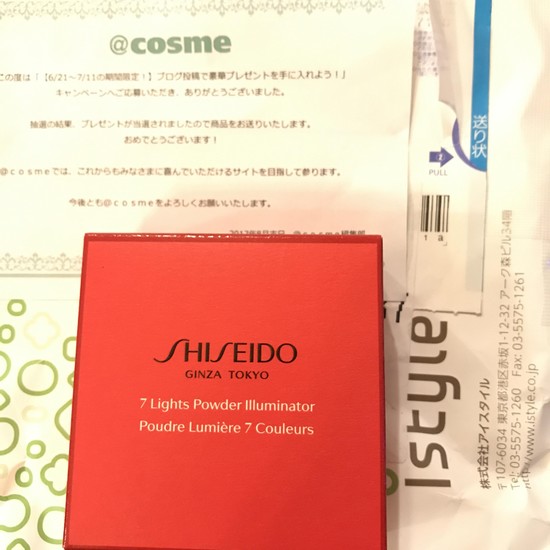 @cosme
この度は「【6/21～7/11の期間限定！】ブログ投稿で豪華プレゼントを手に入れよう！」
キャンペーンへご応募いただき、ありがとうございました。
抽選の結果、プレゼントが当選されましたので商品をお送りいたします。
おめでとうございます！
@cosmeでは、これからもみなさまに喜んでいただけるサイトを目指して参ります。
今後とも@cosmeをよろしくお願いいたします。
@cosme編集部
送り状
PULL
1 a
SHISEIDO
GINZA TOKYO
7 Lights Powder Illuminator
Poudre Lumière 7 Couleurs
Istyle
株式会社アイスタイル
〒107-6034 東京都港区赤坂1-12-32 アーク森ビル34階
Tel: 03-5575-1260 Fax: 03-5575-1261
http://www.istyle.co.jp